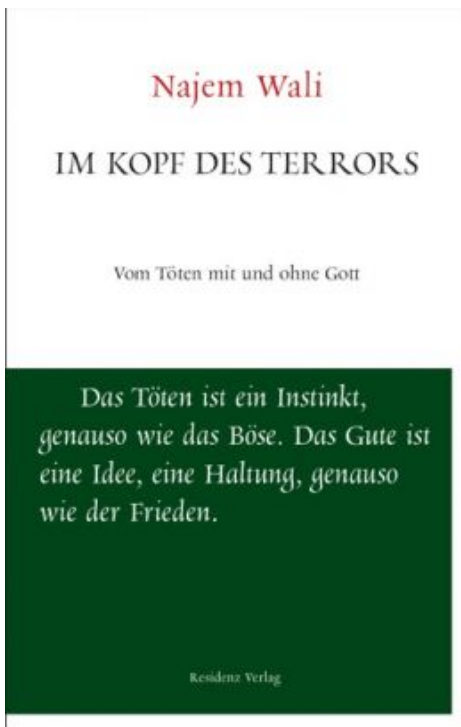 Najem Wali
IM KOPF DES TERRORS
Vom Töten mit und ohne Gott
Das Töten ist ein Instinkt,
genauso wie das Böse. Das Gute ist
eine Idee, eine Haltung, genauso
wie der Frieden.
Residenz Verlag